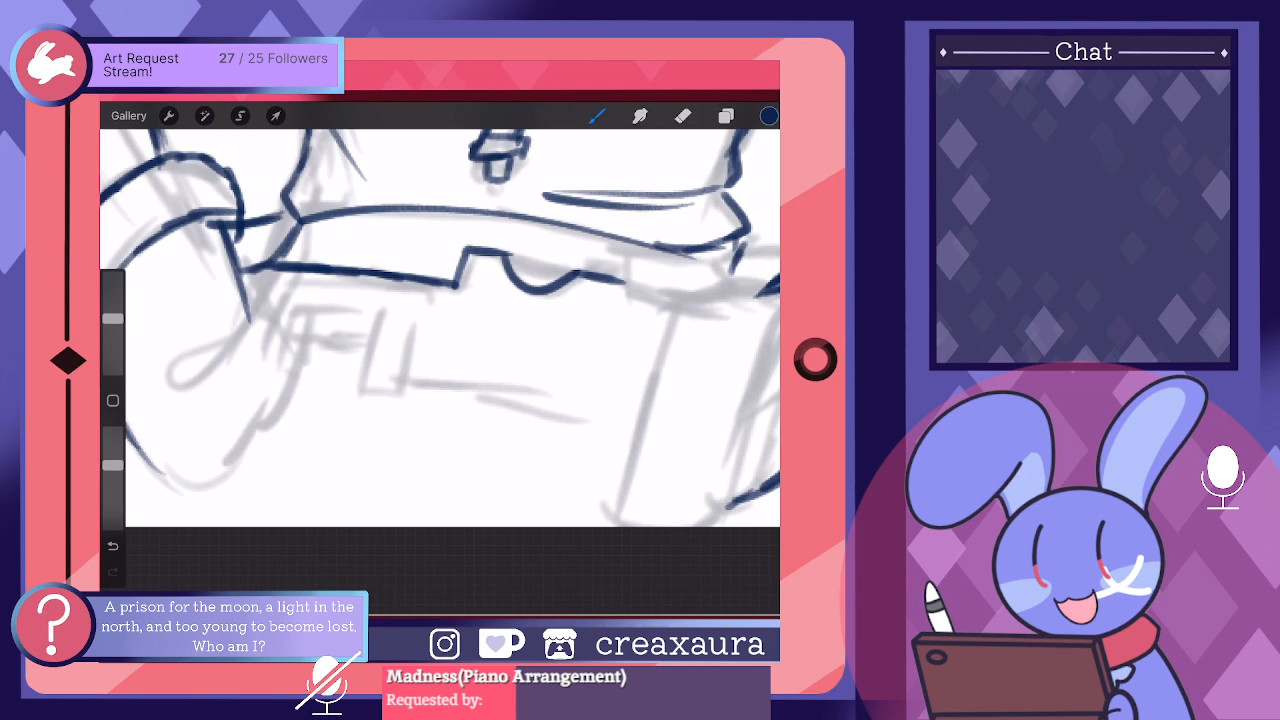 Art Request
Stream!
27 / 25 Followers
Chat
Gallery
A prison for the moon, a light in the
north, and too young to become lost.
Who am I?
?
creaxaura
Madness(Piano Arrangement)
Requested by: